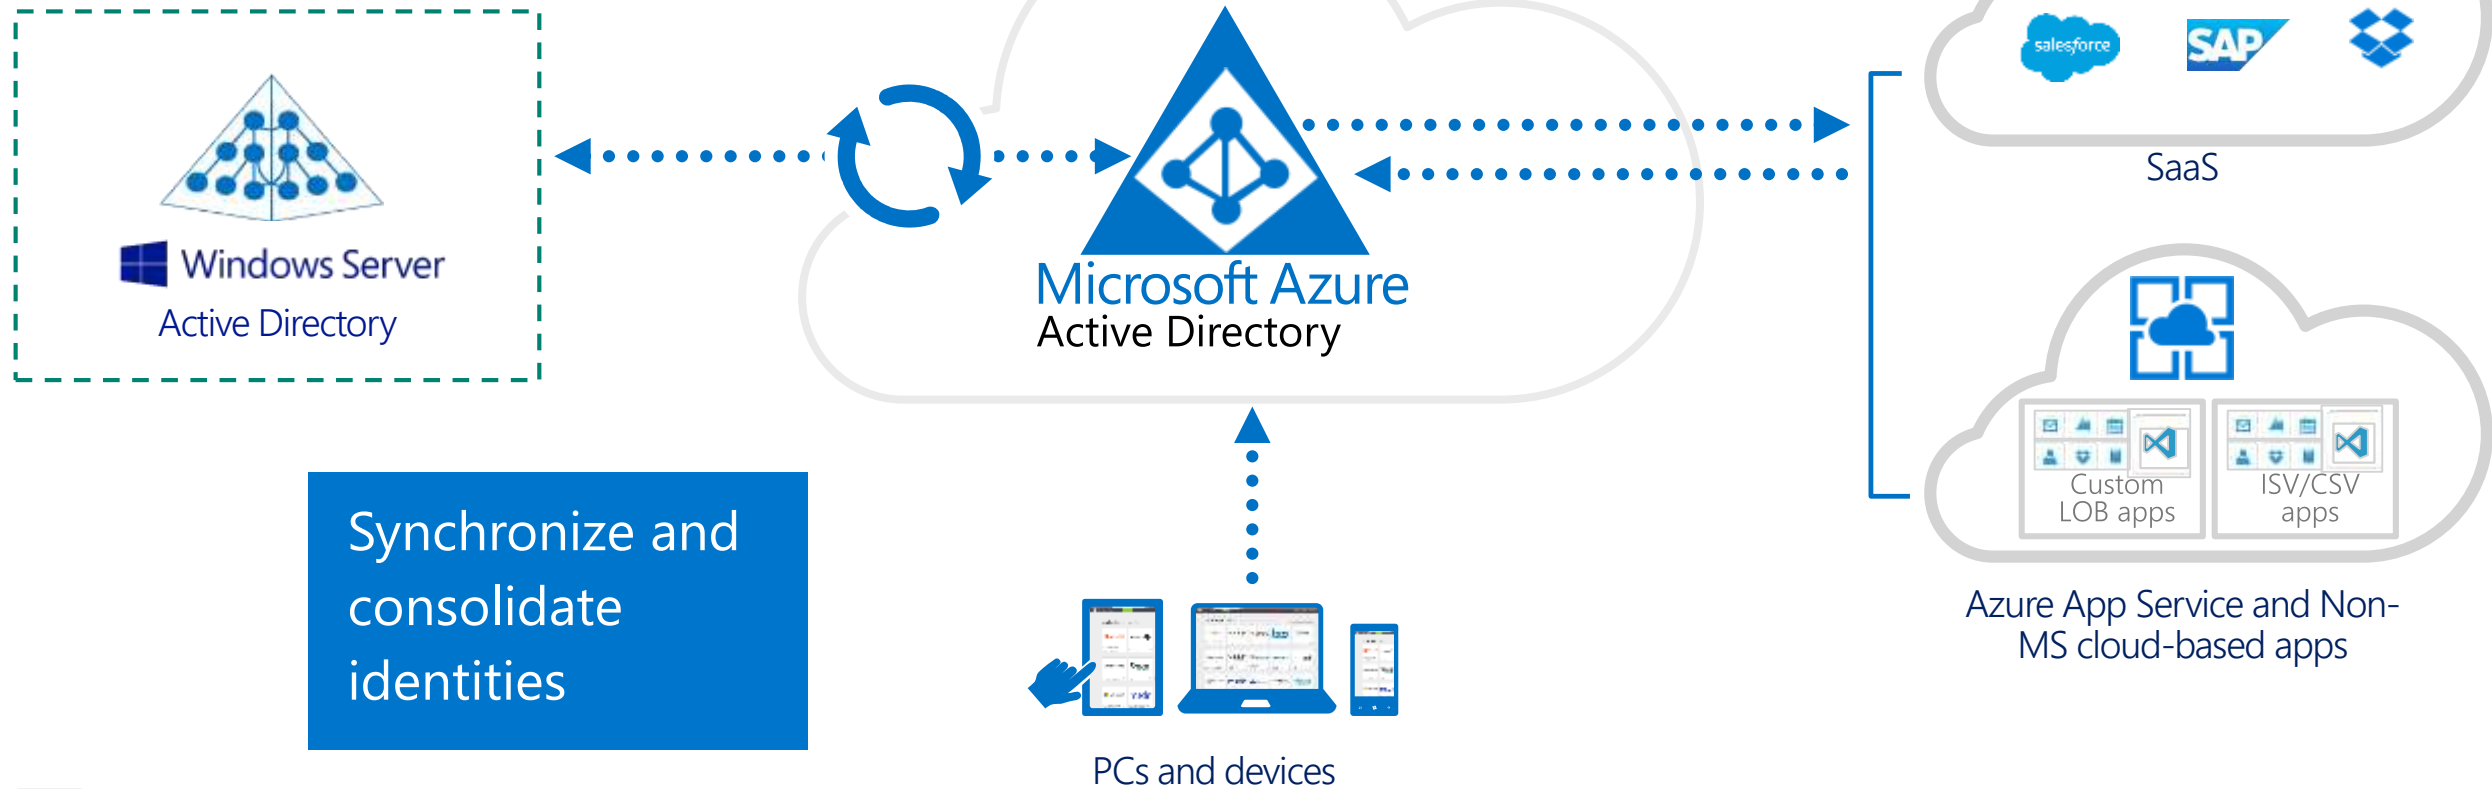 salesforce
SAP
SaaS
Windows Server
Active Directory
Microsoft Azure
Active Directory
Custom
LOB apps
ISV/CSV
apps
Synchronize and
consolidate
identities
Azure App Service and Non-
MS cloud-based apps
PCs and devices